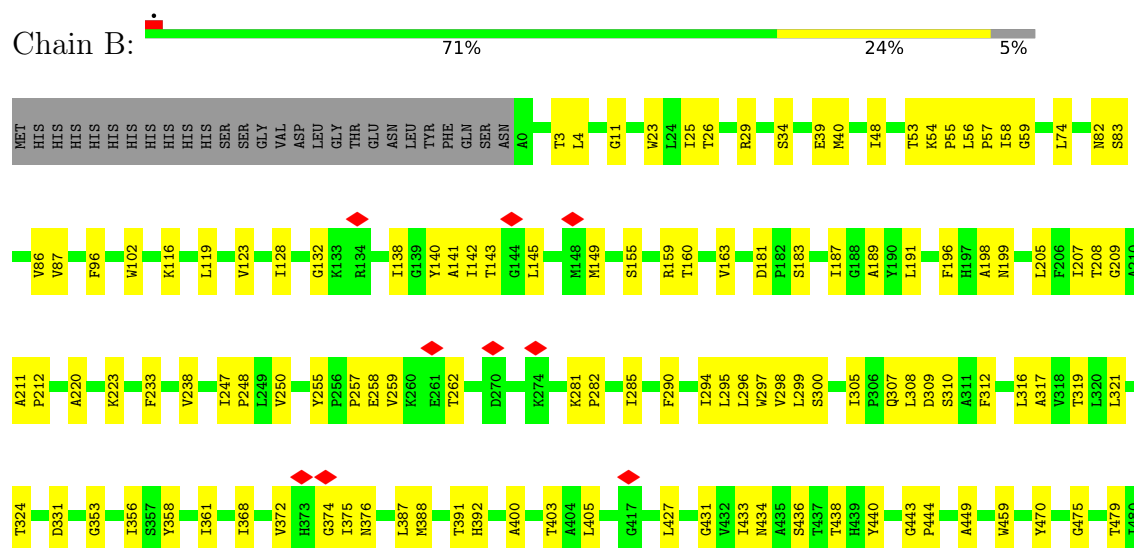 Chain B:
71% 24% 5%
MET HIS HIS HIS HIS HIS HIS HIS HIS HIS HIS SER SER GLY VAL ASP LEU GLY THR GLU ASN LEU TYR PHE GLN SER ASN A0 T3 L4 G11 W23 L24 I25 T26 R29 S34 E39 M40 I48 T53 K54 P55 L56 P57 I58 G59 L74 N82 S83
V86 V87 F96 W102 K116 L119 V123 I128 G132 K133 R134 I138 G139 Y140 A141 I142 T143 G144 L145 M148 M149 S155 R159 T160 V163 D181 P182 S183 I187 G188 A189 Y190 L191 F196 H197 A198 N199 L205 F206 I207 T208 G209 A210
A211 P212 A220 K223 F233 V238 I247 P248 L249 V250 Y255 P256 P257 E258 V259 K260 E261 T262 D270 K274 K281 P282 I285 F290 I294 L295 L296 W297 V298 L299 S300 I305 P306 Q307 L308 D309 S310 A311 F312 L316 A317 V318 T319 L320 L321
T324 D331 G353 I356 S357 Y358 I361 I368 V372 H373 G374 I375 N376 L387 M388 T391 H392 A400 T403 A404 L405 G417 L427 G431 V432 I433 N434 A435 S436 T437 T438 H439 Y440 G443 P444 A449 W459 Y470 G475 T479